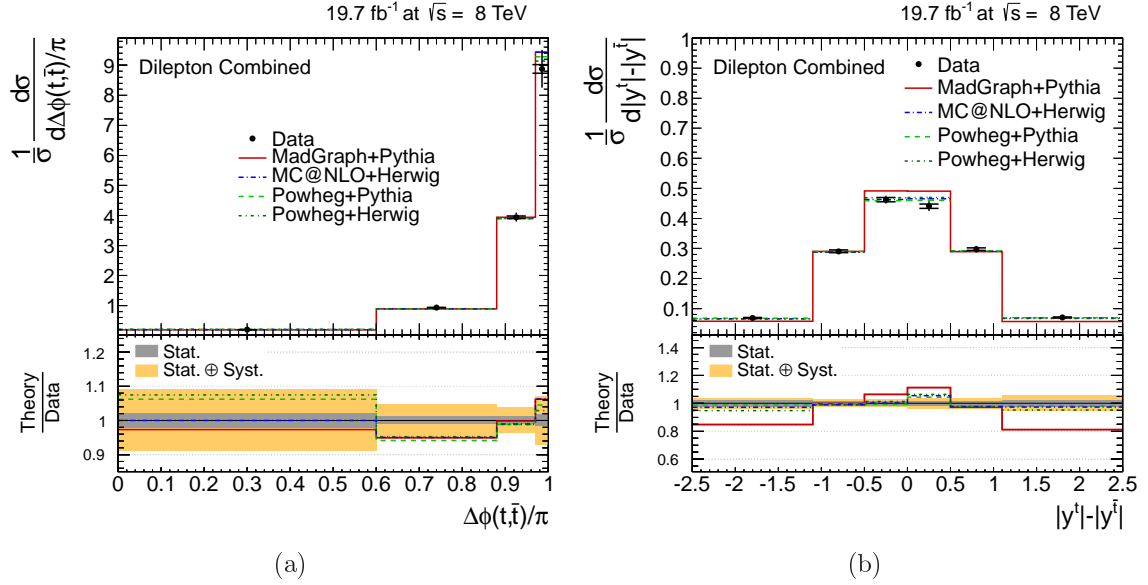 19.7 fb⁻¹ at √s = 8 TeV
1/σ dσ/dΔϕ(t,t̄)/π
Dilepton Combined
Data
MadGraph+Pythia
MC@NLO+Herwig
Powheg+Pythia
Powheg+Herwig
9
8
7
6
5
4
3
2
1
Theory/Data
Stat.
Stat. ⊕ Syst.
1.2
1.1
1.0
0.9
0 0.1 0.2 0.3 0.4 0.5 0.6 0.7 0.8 0.9 1
Δϕ(t,t̄)/π
(a)
19.7 fb⁻¹ at √s = 8 TeV
1/σ dσ/d|yᵗ|-|yᵗ̄|
Dilepton Combined
Data
MadGraph+Pythia
MC@NLO+Herwig
Powheg+Pythia
Powheg+Herwig
1
0.9
0.8
0.7
0.6
0.5
0.4
0.3
0.2
0.1
Theory/Data
Stat.
Stat. ⊕ Syst.
1.4
1.2
1.0
0.8
0.6
-2.5 -2 -1.5 -1 -0.5 0 0.5 1 1.5 2 2.5
|yᵗ|-|yᵗ̄|
(b)